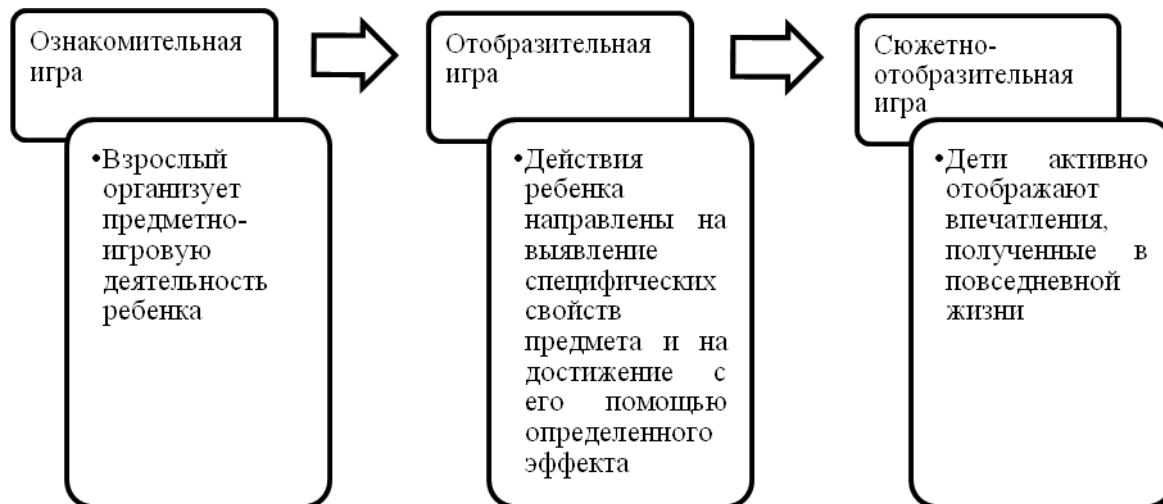 Ознакомительная
игра
•Взрослый
организует
предметно-
игровую
деятельность
ребенка
Отобразительная
игра
•Действия
ребенка
направлены на
выявление
специфических
свойств
предмета и на
достижение с
его помощью
определенного
эффекта
Сюжетно-
отобразительная
игра
•Дети активно
отображают
впечатления,
полученные в
повседневной
жизни